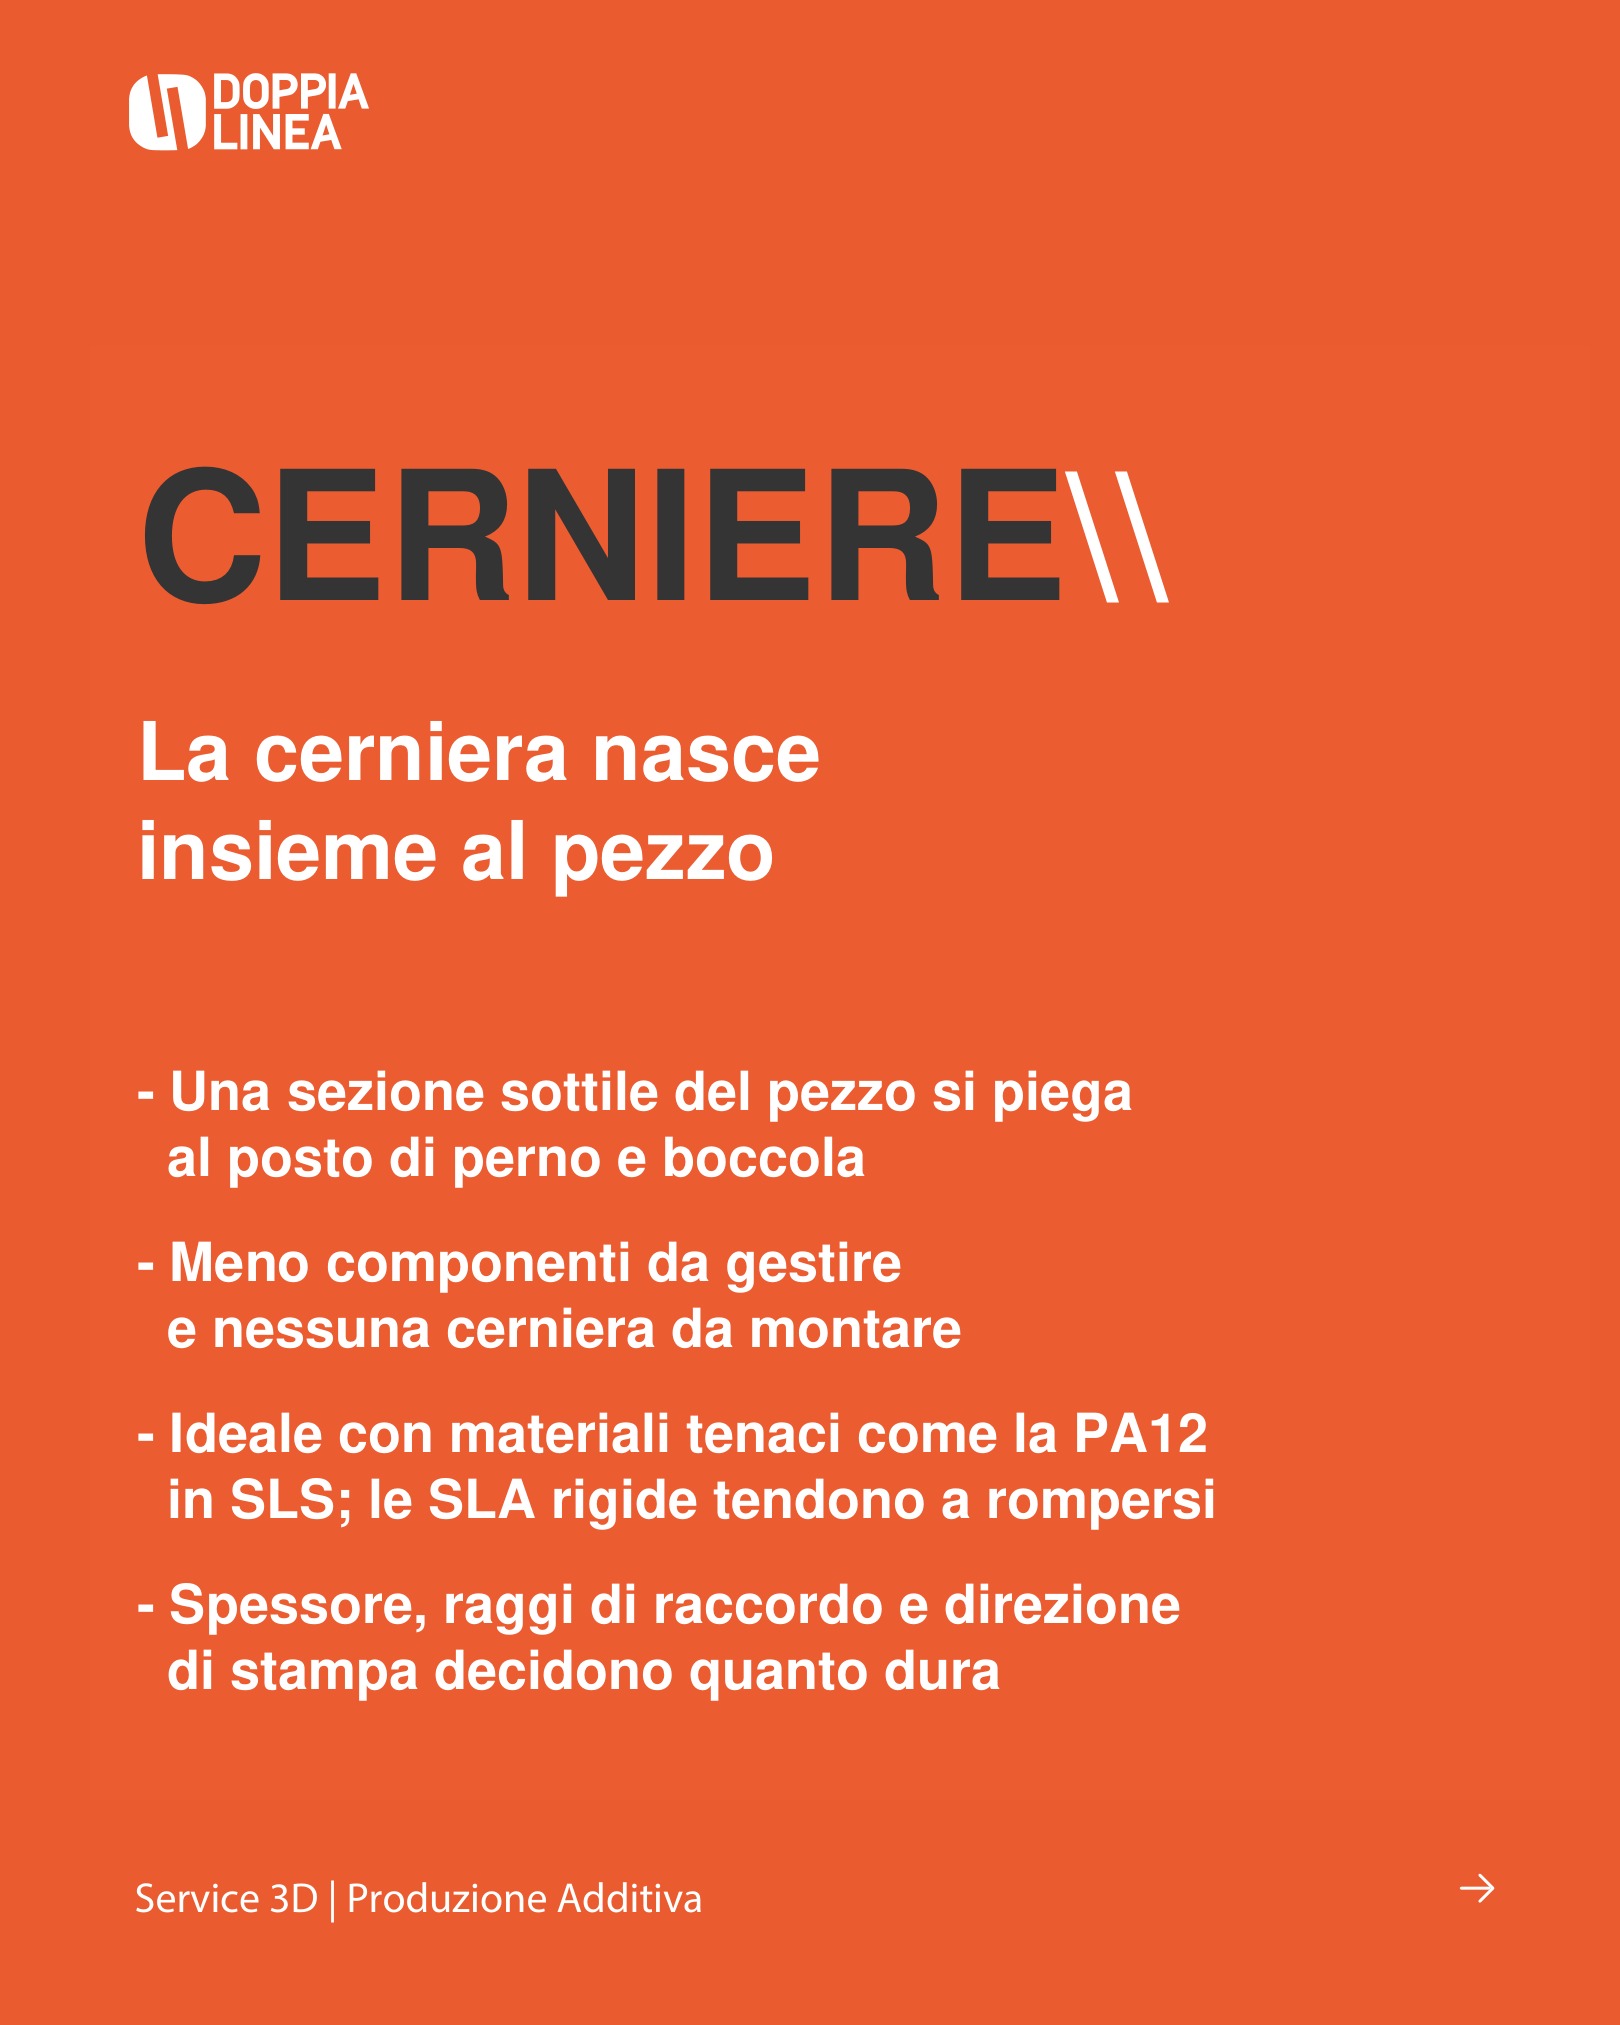 DOPPIA
LINEA
CERNIERE\\
La cerniera nasce
insieme al pezzo
- Una sezione sottile del pezzo si piega
al posto di perno e boccola
- Meno componenti da gestire
e nessuna cerniera da montare
- Ideale con materiali tenaci come la PA12
in SLS; le SLA rigide tendono a rompersi
- Spessore, raggi di raccordo e direzione
di stampa decidono quanto dura
Service 3D | Produzione Additiva